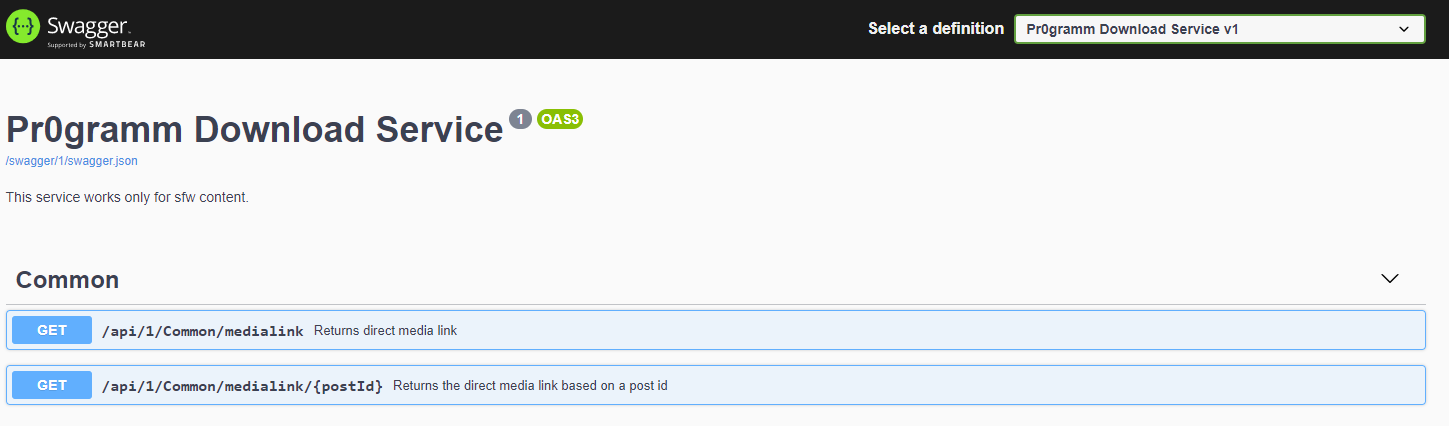 {···} Swagger.
Supported by SMARTBEAR
Select a definition
Pr0gramm Download Service v1
Pr0gramm Download Service 1 OAS3
/swagger/1/swagger.json
This service works only for sfw content.
Common
GET /api/1/Common/medialink Returns direct media link
GET /api/1/Common/medialink/{postId} Returns the direct media link based on a post id